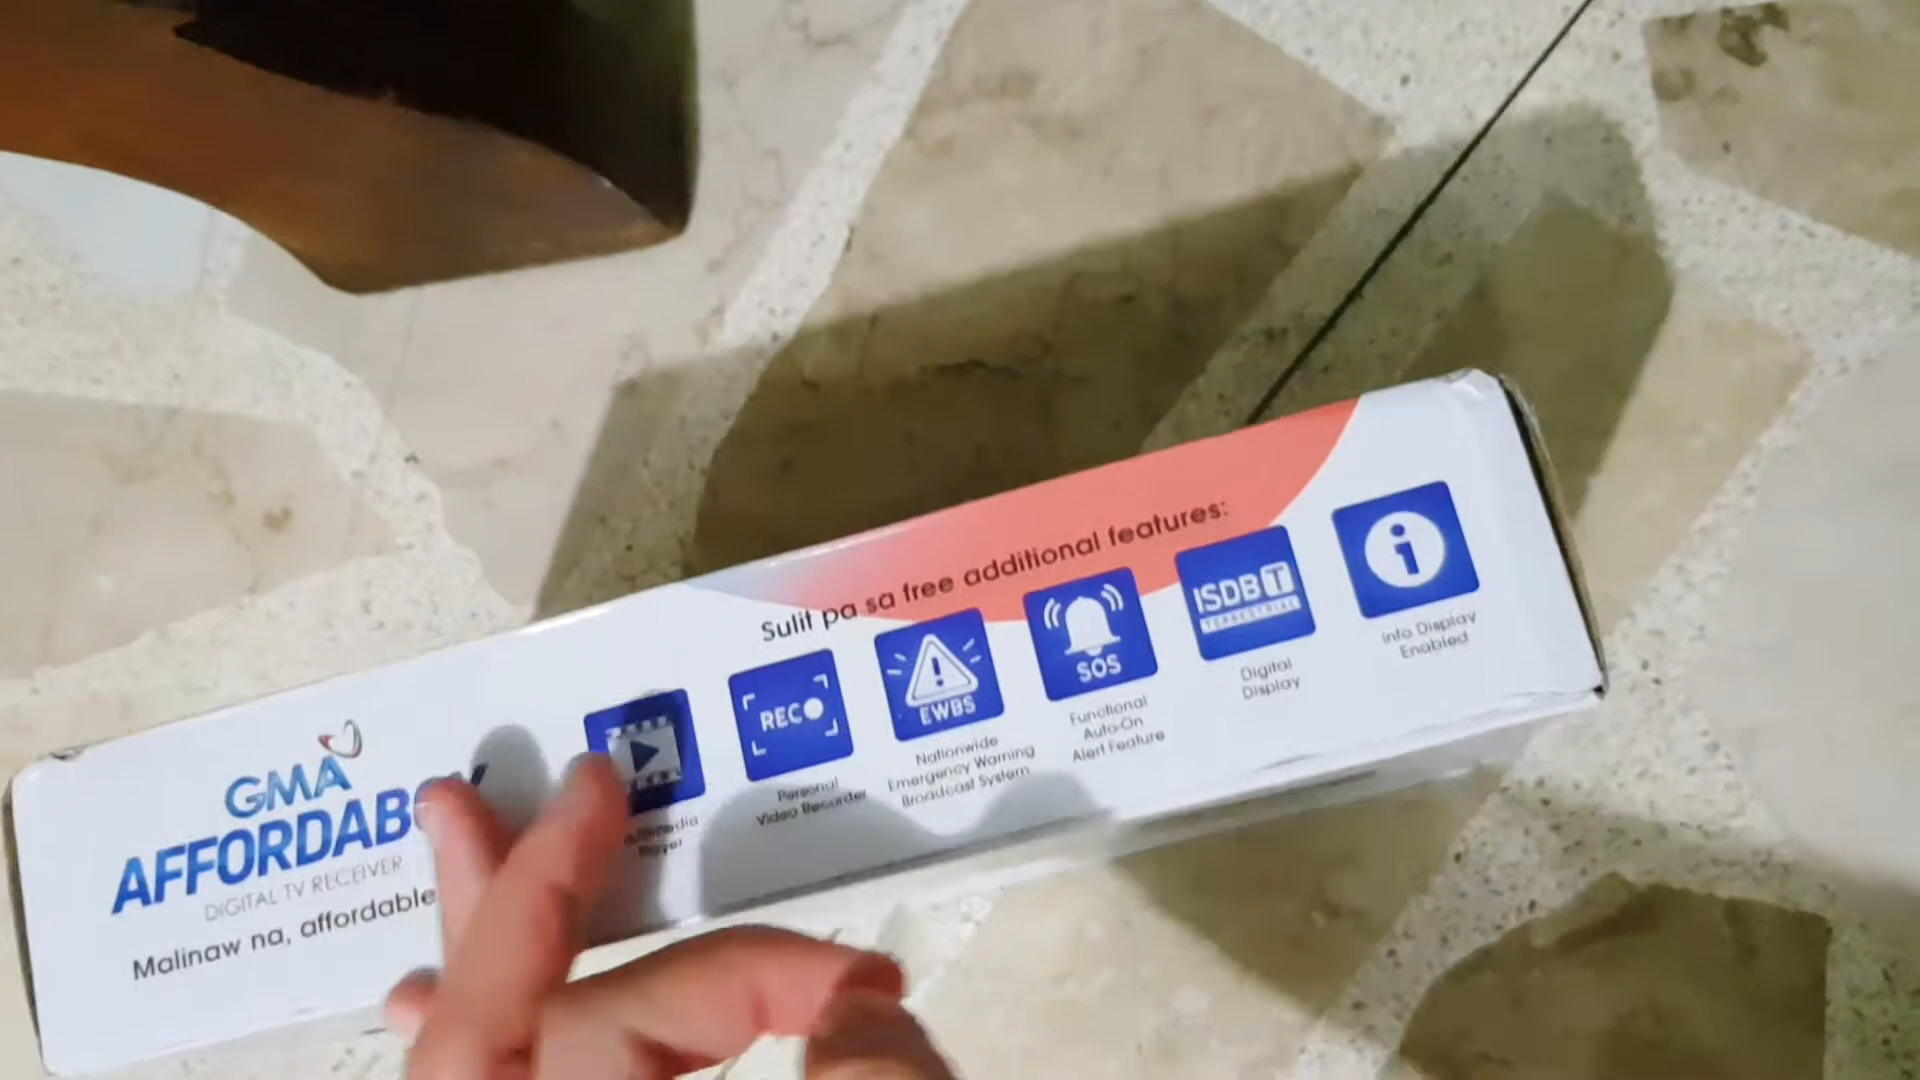 GMA
AFFORDAB
DIGITAL TV RECEIVER
Malinaw na, affordable
Sulit pa sa free additional features:
REC
Personal
Video Recorder
EWBS
Nationwide
Emergency Warning
Broadcast System
SOS
Functional
Auto-On
Alert Feature
ISDB T
TERRESTRIAL
Digital
Display
i
Info Display
Enabled